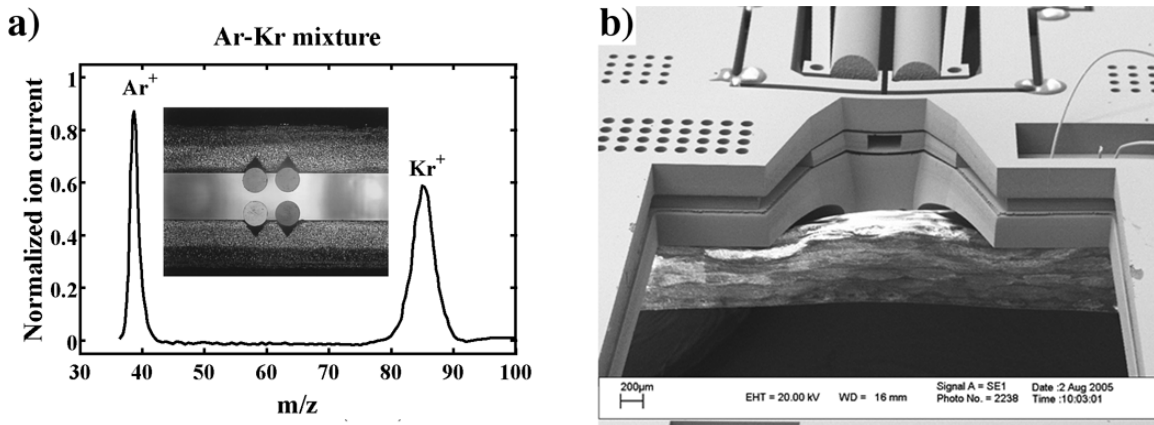 a)
Ar-Kr mixture
Normalized ion current
1
0.8
0.6
0.4
0.2
0
Ar+
Kr+
30 40 50 60 70 80 90 100
m/z
b)
200µm
EHT = 20.00 kV WD = 16 mm
Signal A = SE1 Date :2 Aug 2005
Photo No. = 2238 Time :10:03:01